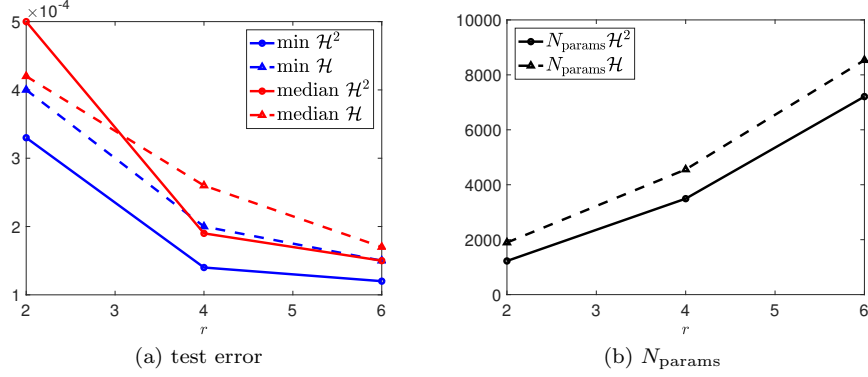 ×10⁻⁴
5
4
3
2
1
2 3 4 5 6
r
min ℋ²
min ℋ
median ℋ²
median ℋ
(a) test error
10000
8000
6000
4000
2000
0
2 3 4 5 6
r
N_params ℋ²
N_params ℋ
(b) N_params